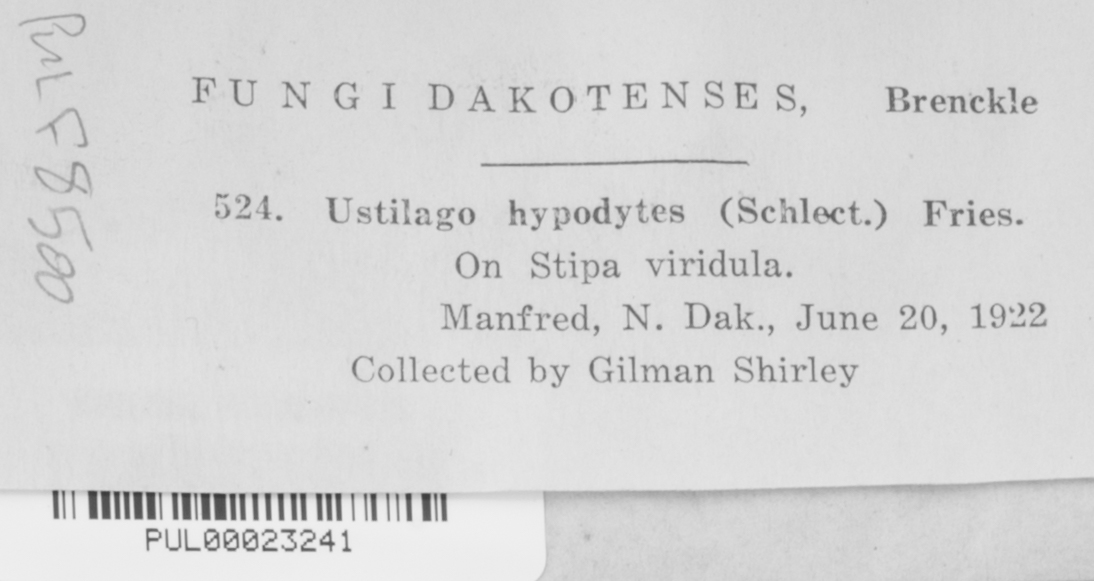 PUL F8500
FUNGI DAKOTENSES, Brenckle
524. Ustilago hypodytes (Schlect.) Fries.
On Stipa viridula.
Manfred, N. Dak., June 20, 1922
Collected by Gilman Shirley
PUL00023241